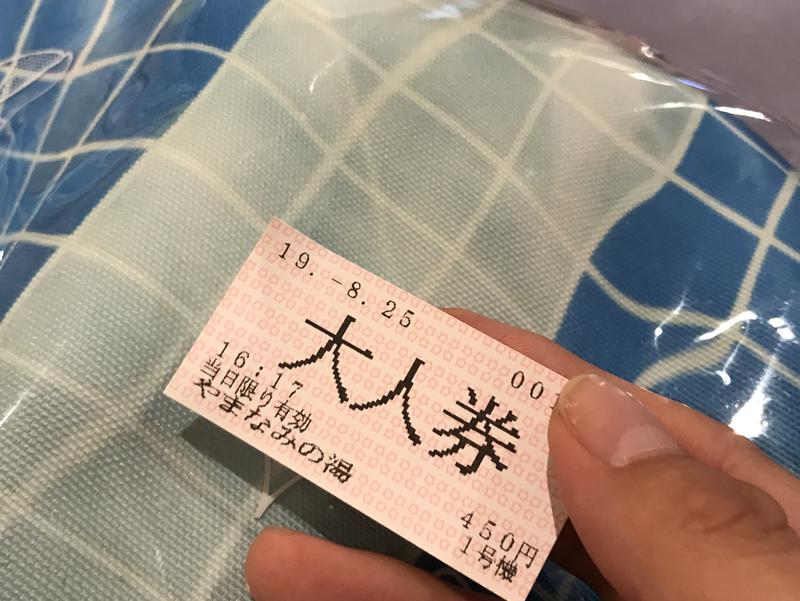 19.-8.25
001
大人券
16:17
当日限り有効
やまなみの湯
450円
1号機